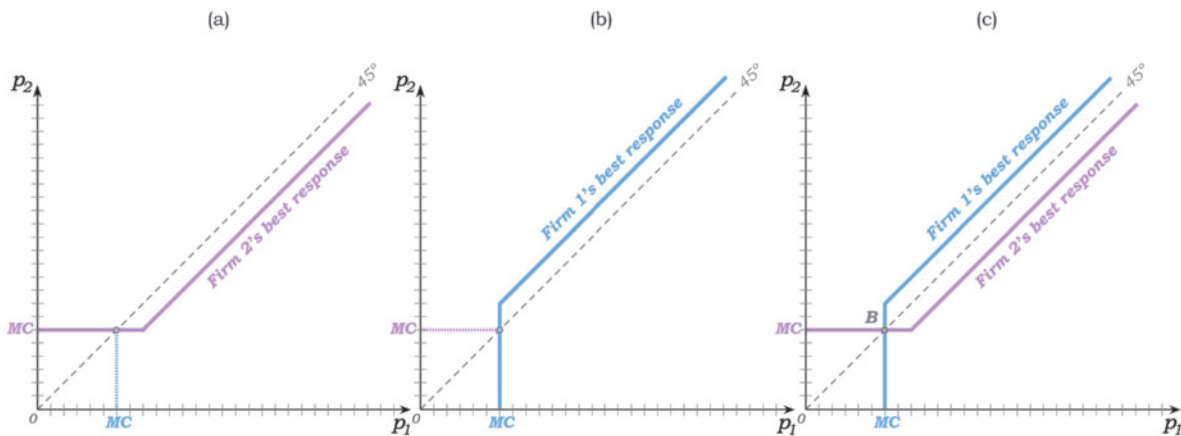 (a)
p2
45°
Firm 2's best response
MC
0
MC
p1
(b)
p2
45°
Firm 1's best response
MC
0
MC
p1
(c)
p2
45°
Firm 1's best response
Firm 2's best response
B
MC
0
MC
p1